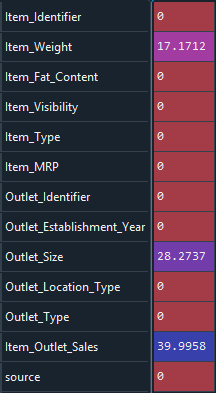 Item_Identifier 0
Item_Weight 17.1712
Item_Fat_Content 0
Item_Visibility 0
Item_Type 0
Item_MRP 0
Outlet_Identifier 0
Outlet_Establishment_Year 0
Outlet_Size 28.2737
Outlet_Location_Type 0
Outlet_Type 0
Item_Outlet_Sales 39.9958
source 0